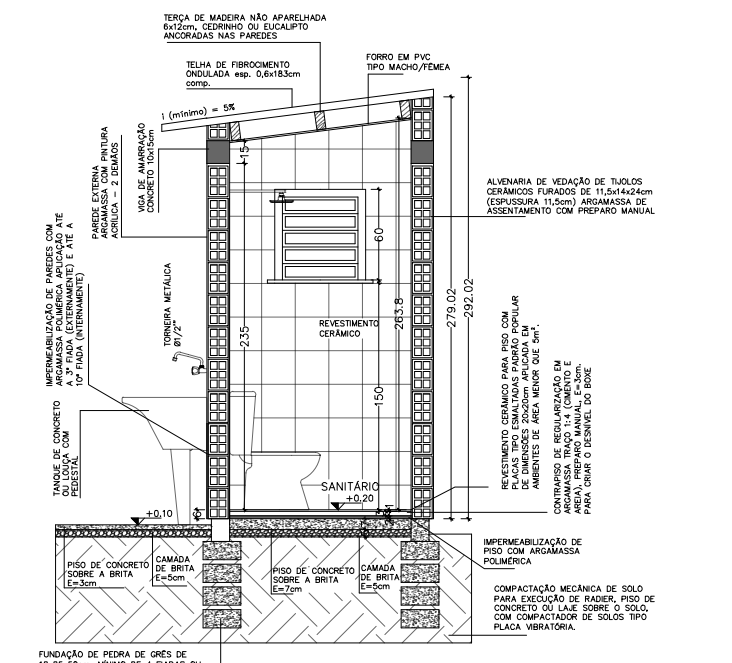 TERÇA DE MADEIRA NÃO APARELHADA
6x12cm, CEDRINHO OU EUCALIPTO
ANCORADAS NAS PAREDES
TELHA DE FIBROCIMENTO
ONDULADA esp. 0,6x183cm
comp.
FORRO EM PVC
TIPO MACHO/FÊMEA
i (mínimo) = 5%
PAREDE EXTERNA
ARGAMASSA COM PINTURA
ACRÍLICA - 2 DEMÃOS
VIGA DE AMARRAÇÃO
CONCRETO 10x15cm
15
ALVENARIA DE VEDAÇÃO DE TIJOLOS
CERÂMICOS FURADOS DE 11,5x14x24cm
(ESPUSSURA 11,5cm) ARGAMASSA DE
ASSENTAMENTO COM PREPARO MANUAL
IMPERMEABILIZAÇÃO DE PAREDES COM
ARGAMASSA POLIMÉRICA APLICAÇÃO ATÉ
A 3ª FIADA (EXTERNAMENTE) E ATÉ A
10ª FIADA (INTERNAMENTE)
TORNEIRA METÁLICA
Ø1/2"
60
235
263.8
279.02
292.02
REVESTIMENTO
CERÂMICO
150
REVESTIMENTO CERÂMICO PARA PISO COM
PLACAS TIPO ESMALTADAS PADRÃO POPULAR
DE DIMENSÕES 20x20cm APLICADA EM
AMBIENTES DE ÁREA MENOR QUE 5m².
CONTRAPISO DE REGULARIZAÇÃO EM
ARGAMASSA TRAÇO 1:4 (CIMENTO E
AREIA), PREPARO MANUAL, E=3cm.
PARA CRIAR O DESNÍVEL DO BOXE
TANQUE DE CONCRETO
OU LOUÇA COM
PEDESTAL
SANITÁRIO
+0,20
+0,10
PISO DE CONCRETO
SOBRE A BRITA
E=3cm
CAMADA
DE BRITA
E=5cm
PISO DE CONCRETO
SOBRE A BRITA
E=7cm
CAMADA
DE BRITA
E=5cm
IMPERMEABILIZAÇÃO DE
PISO COM ARGAMASSA
POLIMÉRICA
COMPACTAÇÃO MECÂNICA DE SOLO
PARA EXECUÇÃO DE RADIER, PISO DE
CONCRETO OU LAJE SOBRE O SOLO,
COM COMPACTADOR DE SOLOS TIPO
PLACA VIBRATÓRIA.
FUNDAÇÃO DE PEDRA DE GRÊS DE